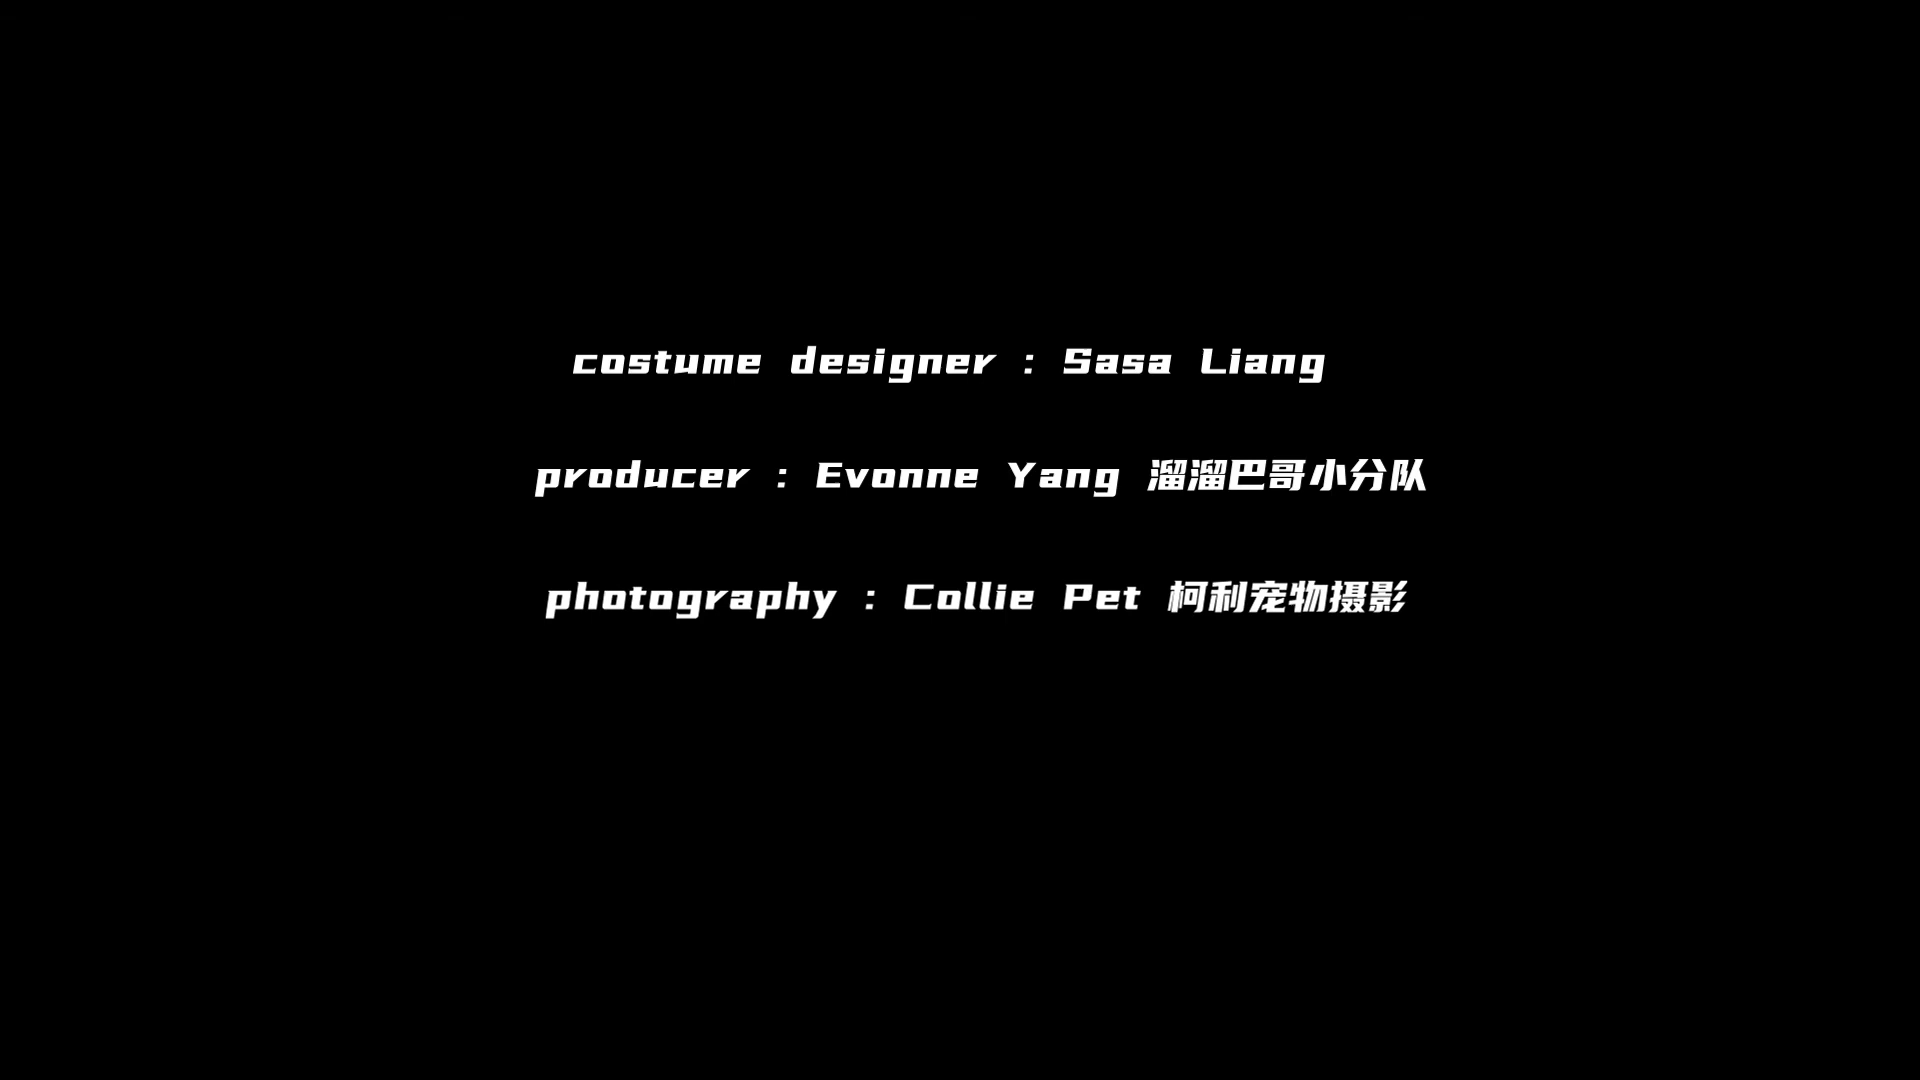 costume designer : Sasa Liang
producer : Evonne Yang 溜溜巴哥小分队
photography : Collie Pet 柯利宠物摄影